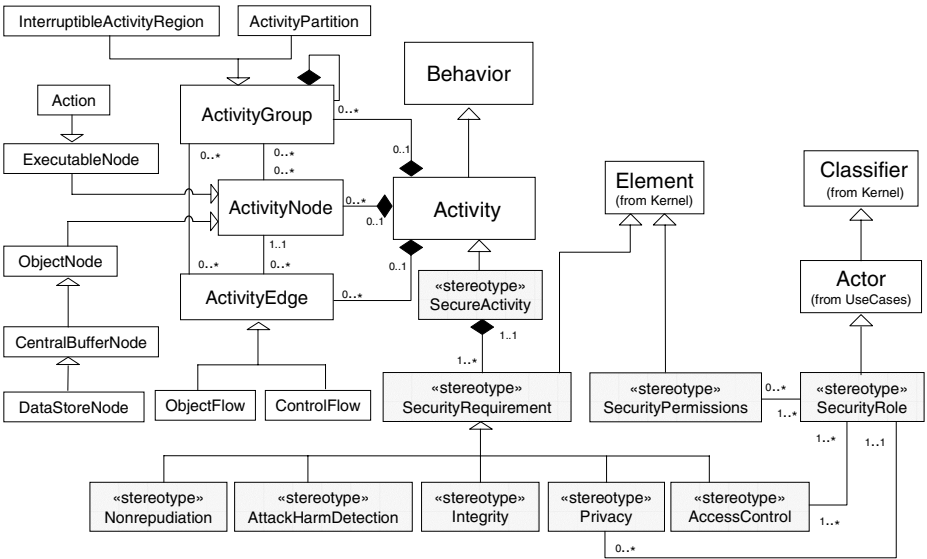 InterruptibleActivityRegion
ActivityPartition
Behavior
Action
ActivityGroup
0..*
0..1
0..*
0..*
0..*
ExecutableNode
Element
(from Kernel)
Classifier
(from Kernel)
ActivityNode
0..*
0..1
Activity
1..1
ObjectNode
0..*
0..*
0..1
Actor
(from UseCases)
ActivityEdge
0..*
«stereotype»
SecureActivity
1..1
CentralBufferNode
1..*
DataStoreNode
ObjectFlow
ControlFlow
«stereotype»
SecurityRequirement
«stereotype»
SecurityPermissions
0..*
1..*
«stereotype»
SecurityRole
1..*
1..1
«stereotype»
Nonrepudiation
«stereotype»
AttackHarmDetection
«stereotype»
Integrity
«stereotype»
Privacy
«stereotype»
AccessControl
1..*
0..*